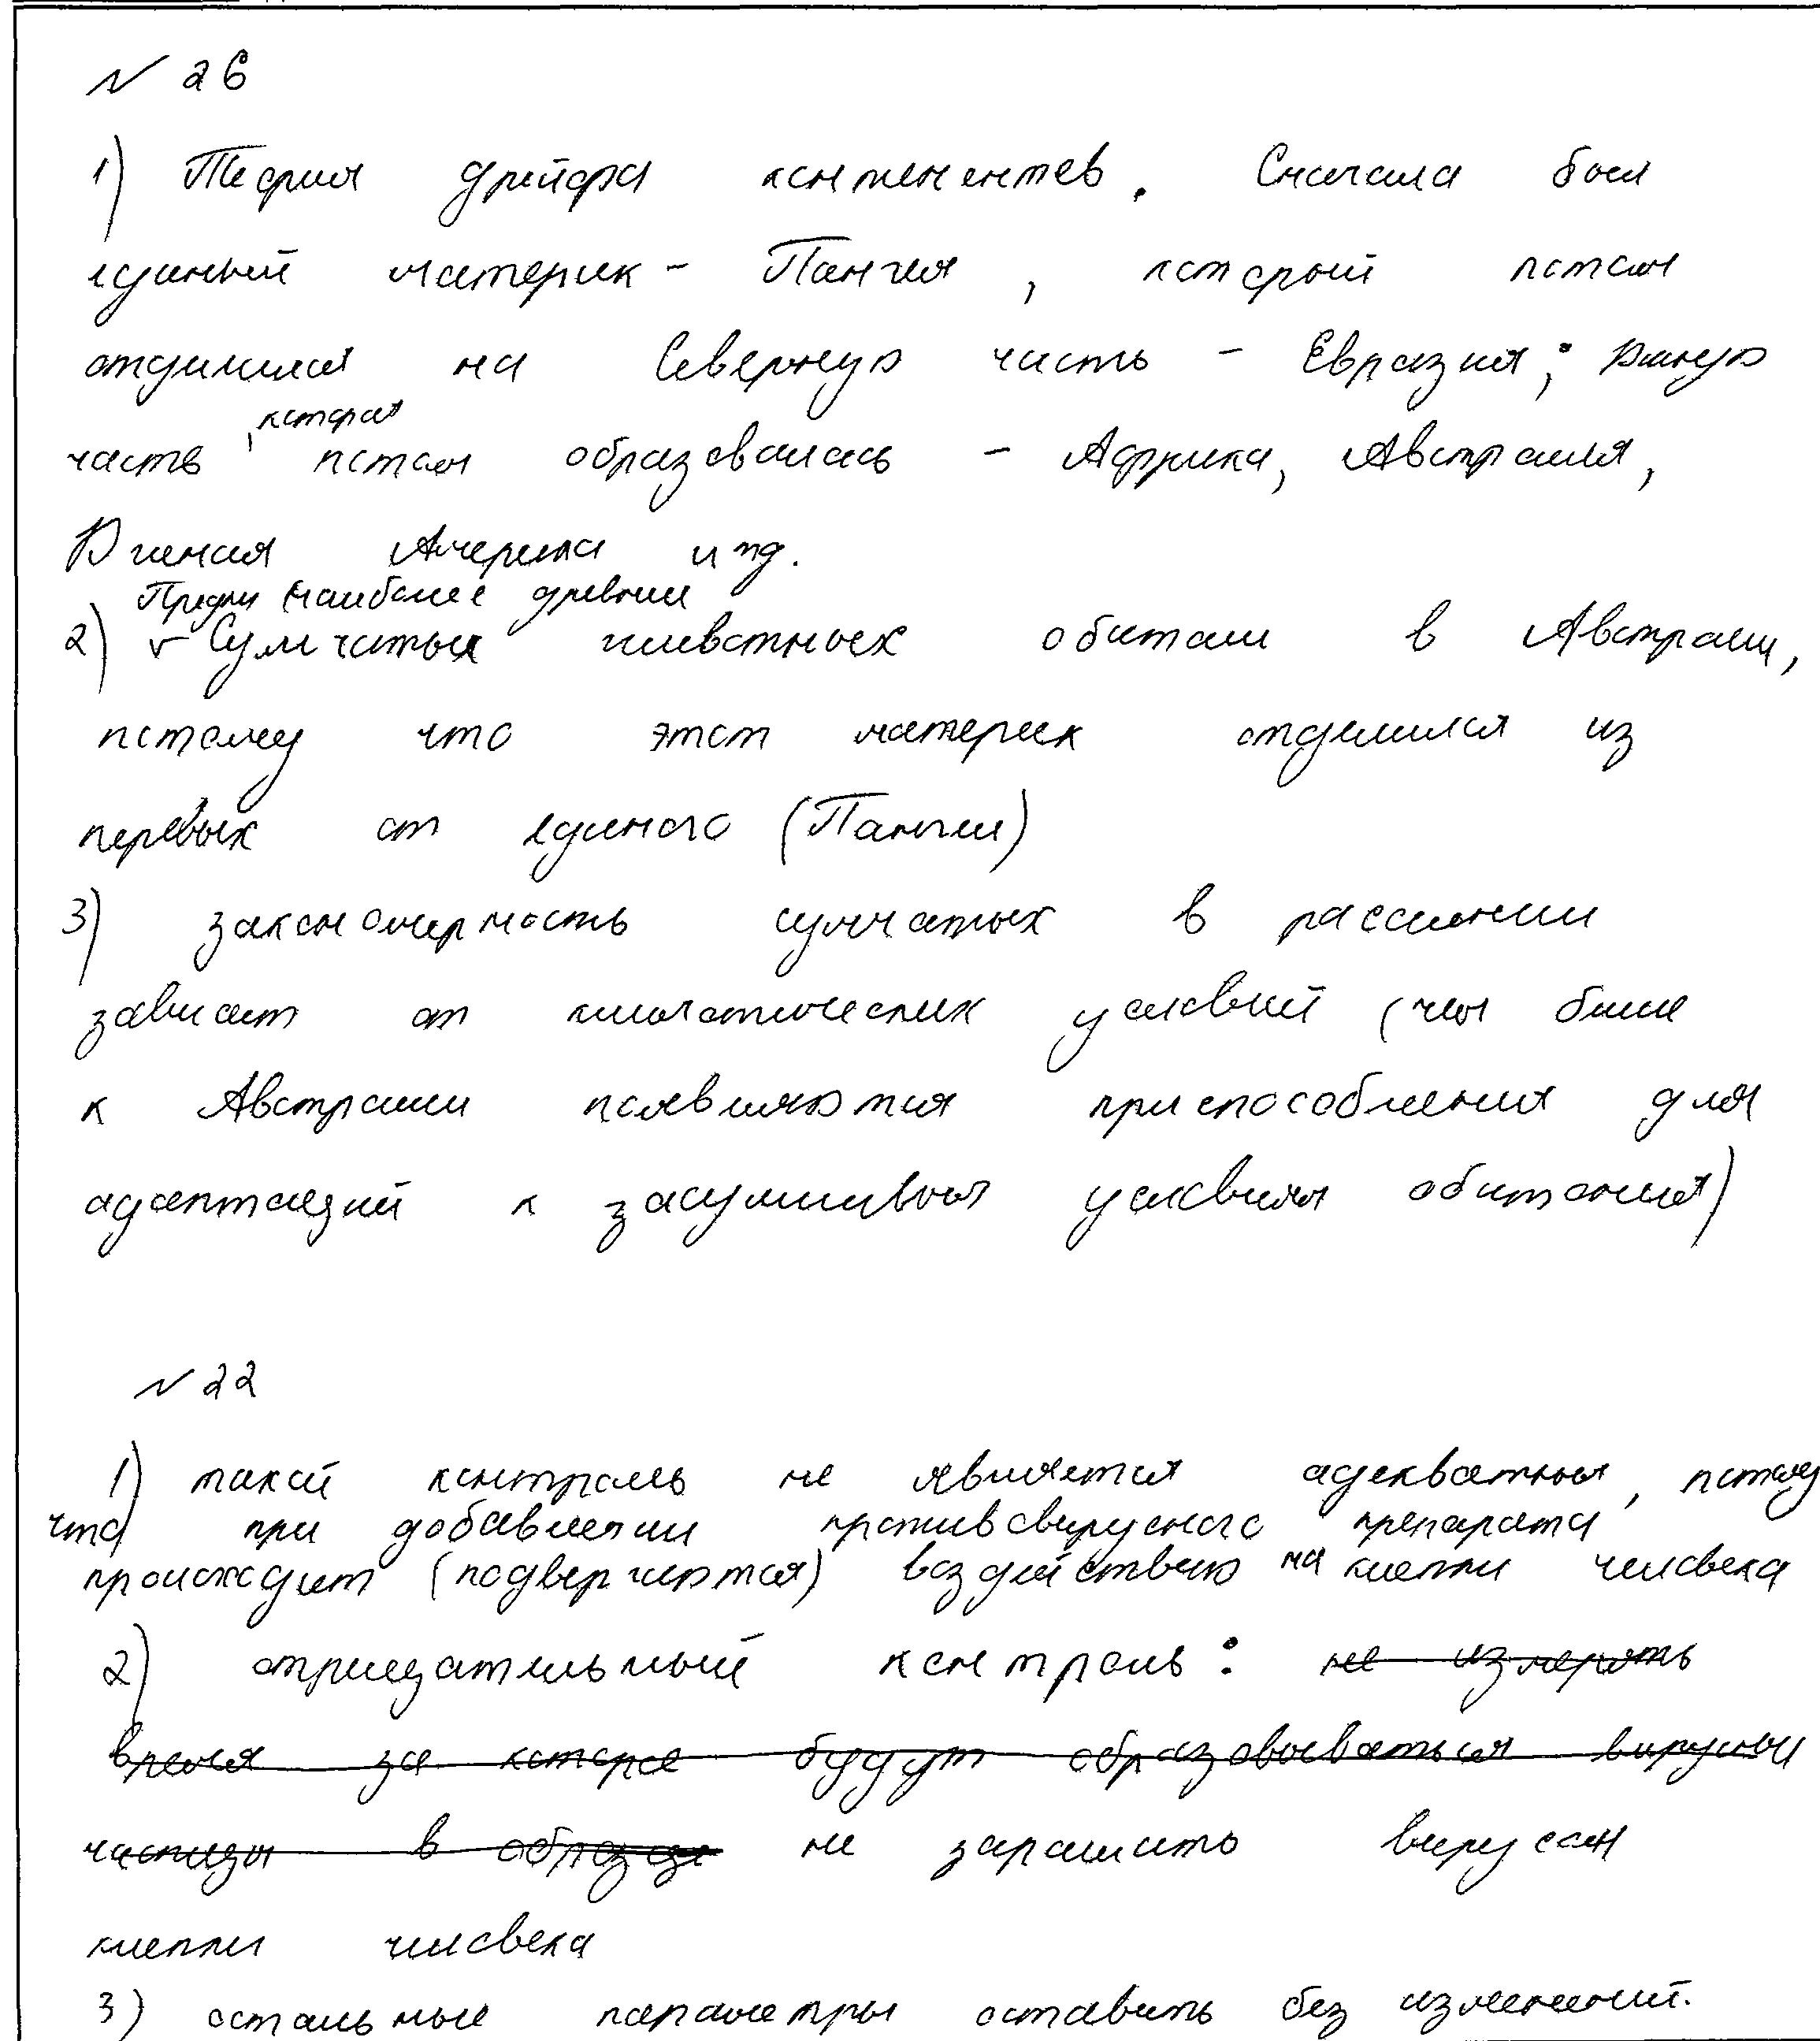 № 26
1) Теория дрейфа континентев. Сначала был
единый материк - Пангея, который потом
отделился на Северную часть - Евразия; Южную
часть, которая потом образовалась - Африка, Австралия,
Южная Америка и тд.
2) Предки (наиболее древние
Сумчатых животных обитали в Австралии,
потому что этот материк отделился из
первых от единого (Пангеи)
3) закономерность сумчатых в расселении
зависит от климатических условий (чем ближе
к Австралии появляются приспособления для
адаптаций к засушливым условиям обитания)
№ 22
1) такой контроль не является адекватным, потому
что при добавлении противовирусного препарата
происходит (подвергаются) воздействию на клетки человека
2) отрицательный контроль: не измерять
время за которое будут образовываться вирусные
частицы в образце не заражать вирусом
клетки человека
3) остальные параметры оставить без изменений.